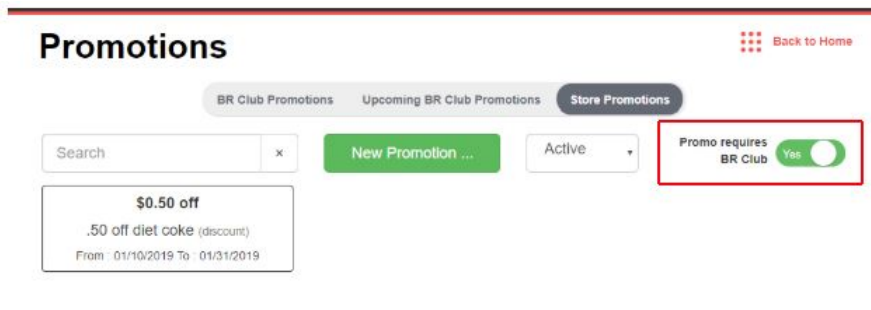 Promotions
Back to Home
BR Club Promotions Upcoming BR Club Promotions Store Promotions
Search × New Promotion ... Active Promo requires
BR Club Yes
$0.50 off
.50 off diet coke (discount)
From : 01/10/2019 To : 01/31/2019